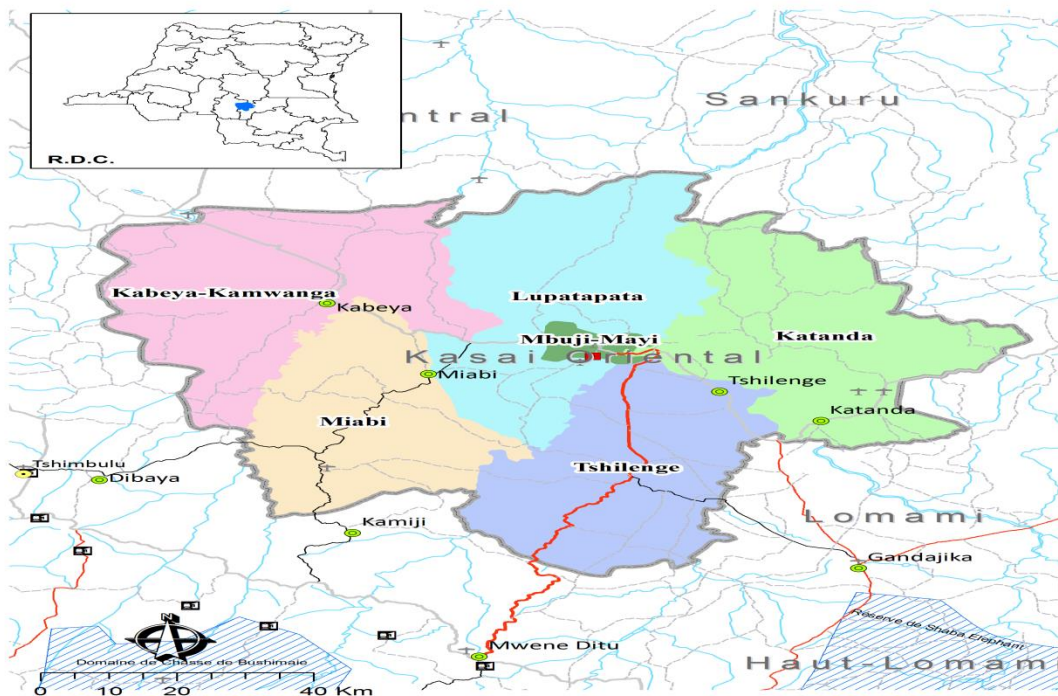 R.D.C.
ntral
Sankuru
Kabeya-Kamwanga
Kabeya
Lupatapata
Mbuji-Mayi
Katanda
Kasai Oriental
Miabi
Tshilenge
Miabi
Katanda
Tshilenge
Tshimbulu
Dibaya
Kamiji
Lomami
Gandajika
Réserve de Shaba Elephant
N
Mwene Ditu
Domaine de Chasse de Bushimaie
Haut-Lomam
0 10 20 40 Km